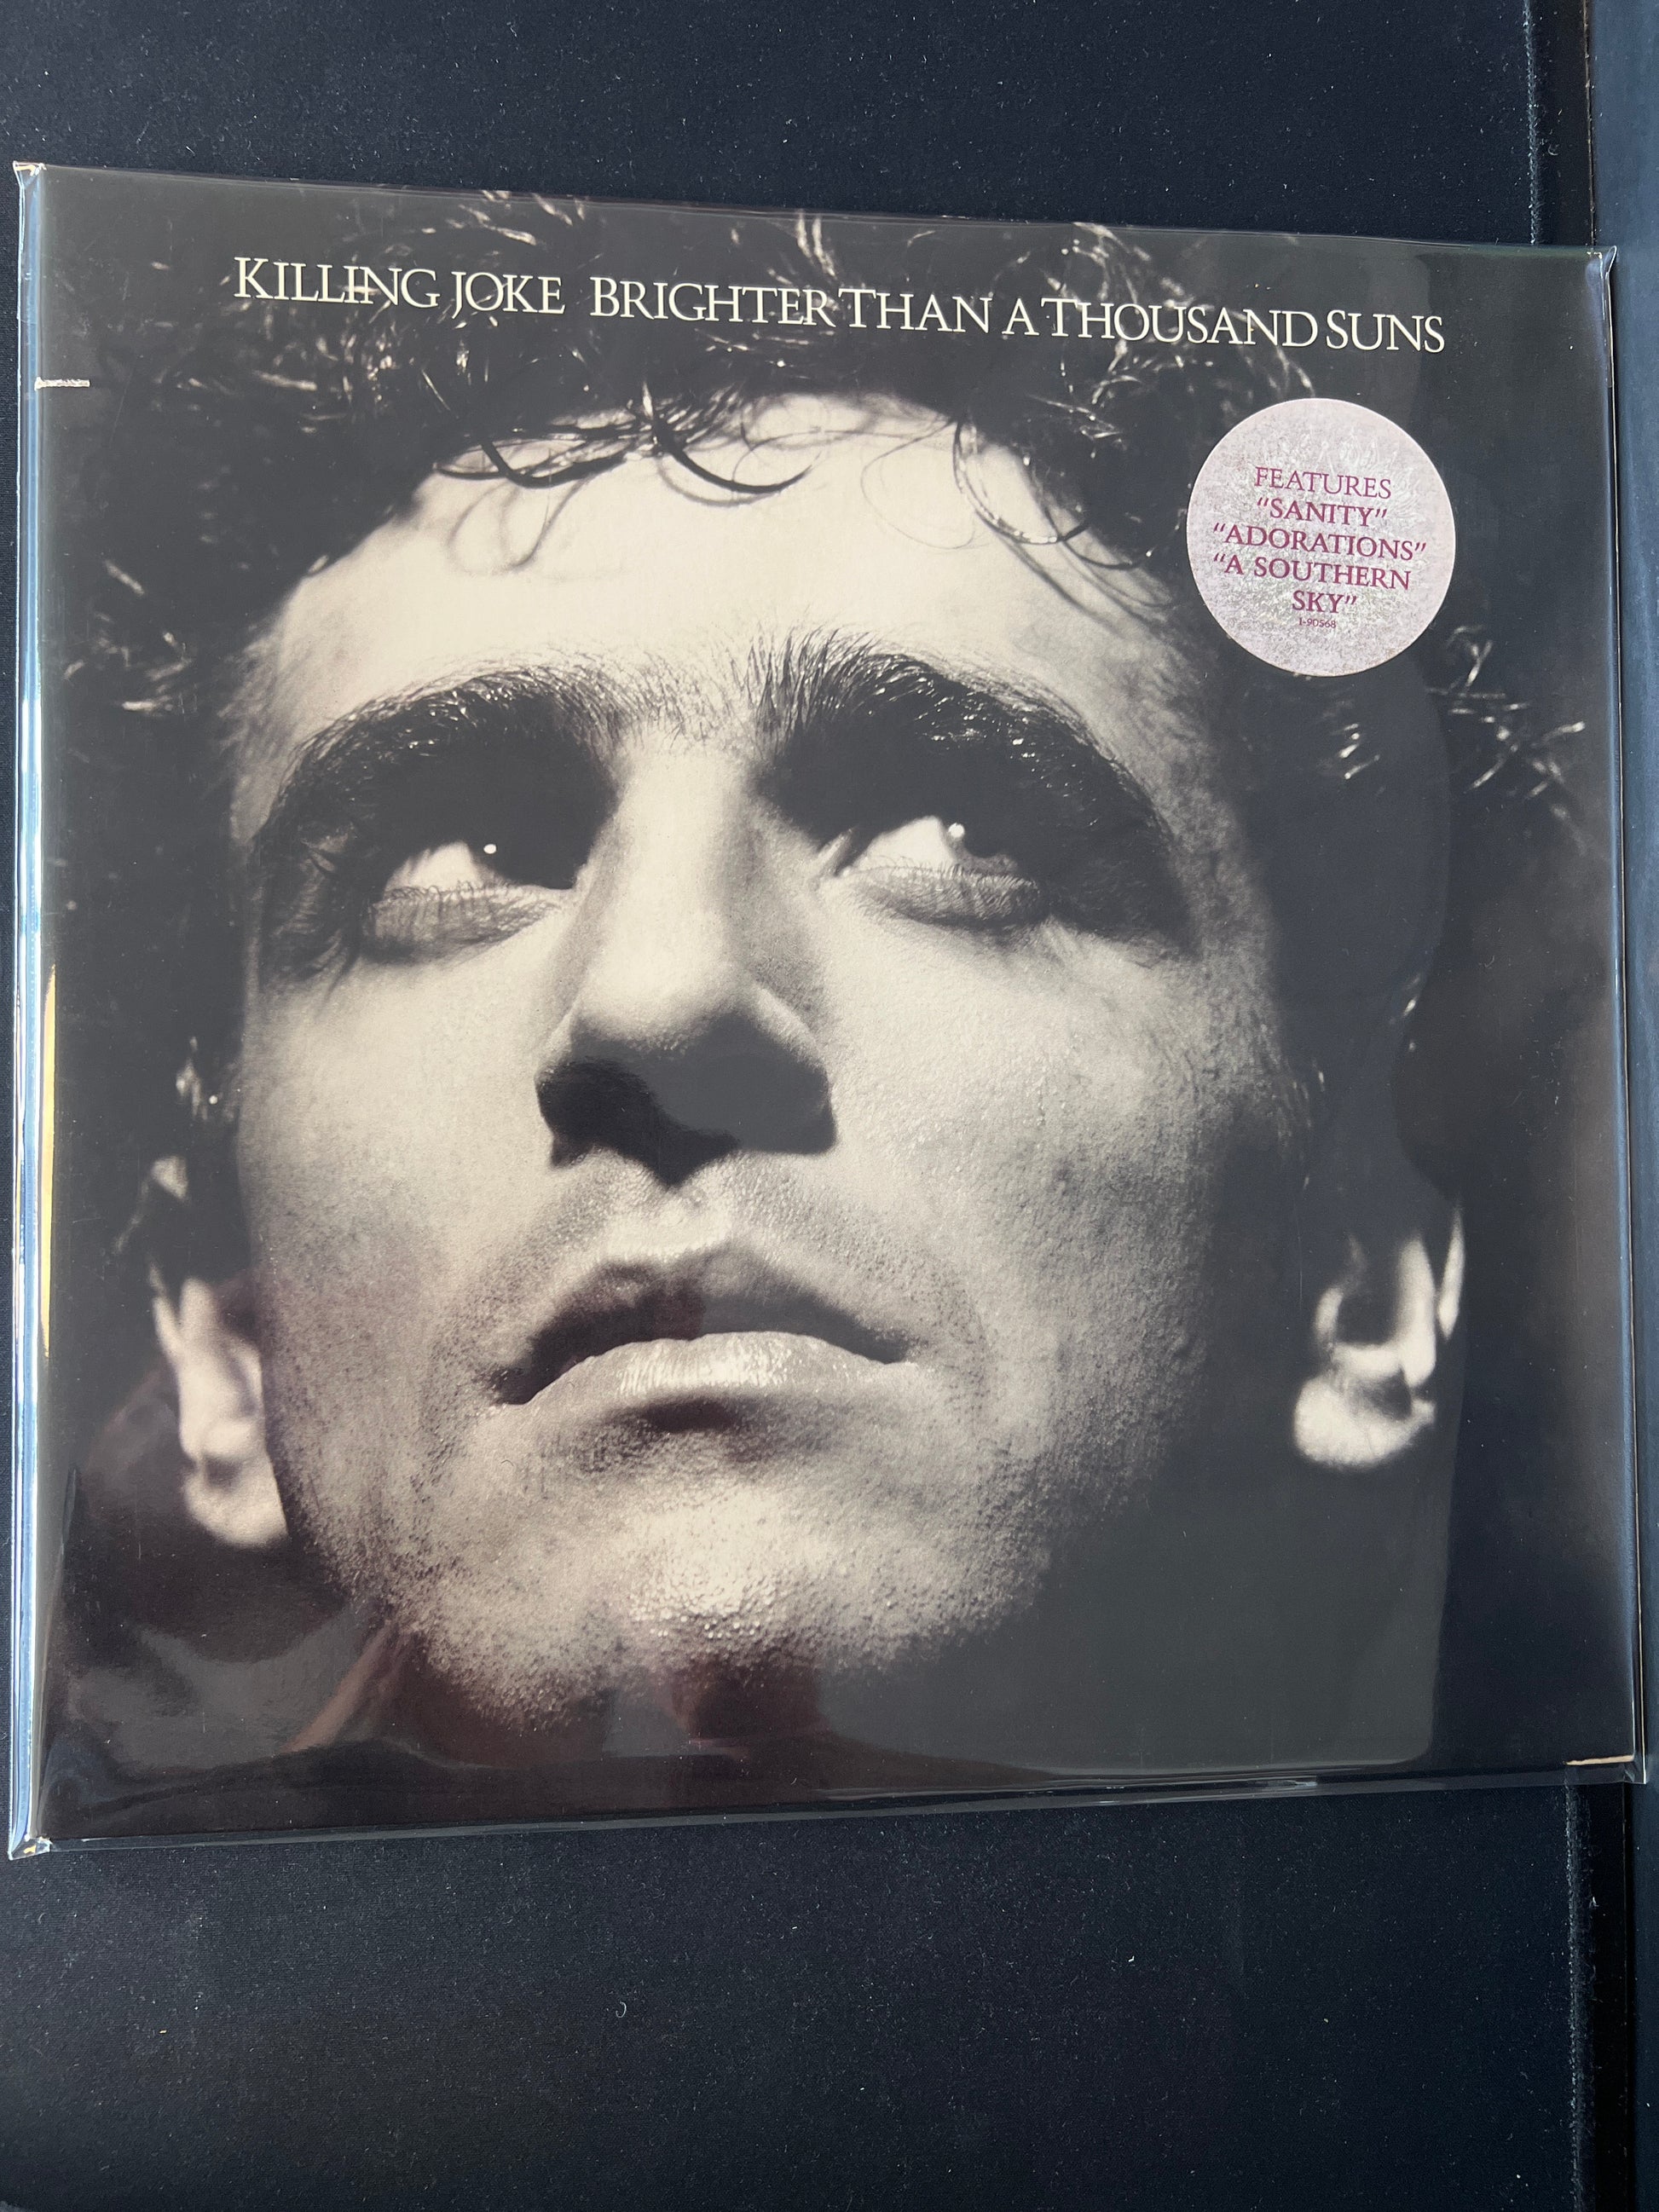 KILLING JOKE BRIGHTER THAN A THOUSAND SUNS
FEATURES
“SANITY”
“ADORATIONS”
“A SOUTHERN
SKY”
1-90568